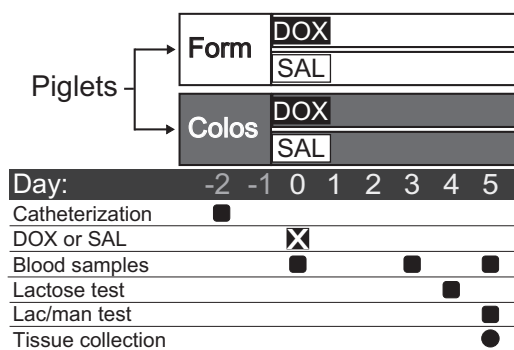 DOX
Form
SAL
Piglets
DOX
Colos
SAL
Day: -2 -1 0 1 2 3 4 5
Catheterization
DOX or SAL
Blood samples
Lactose test
Lac/man test
Tissue collection